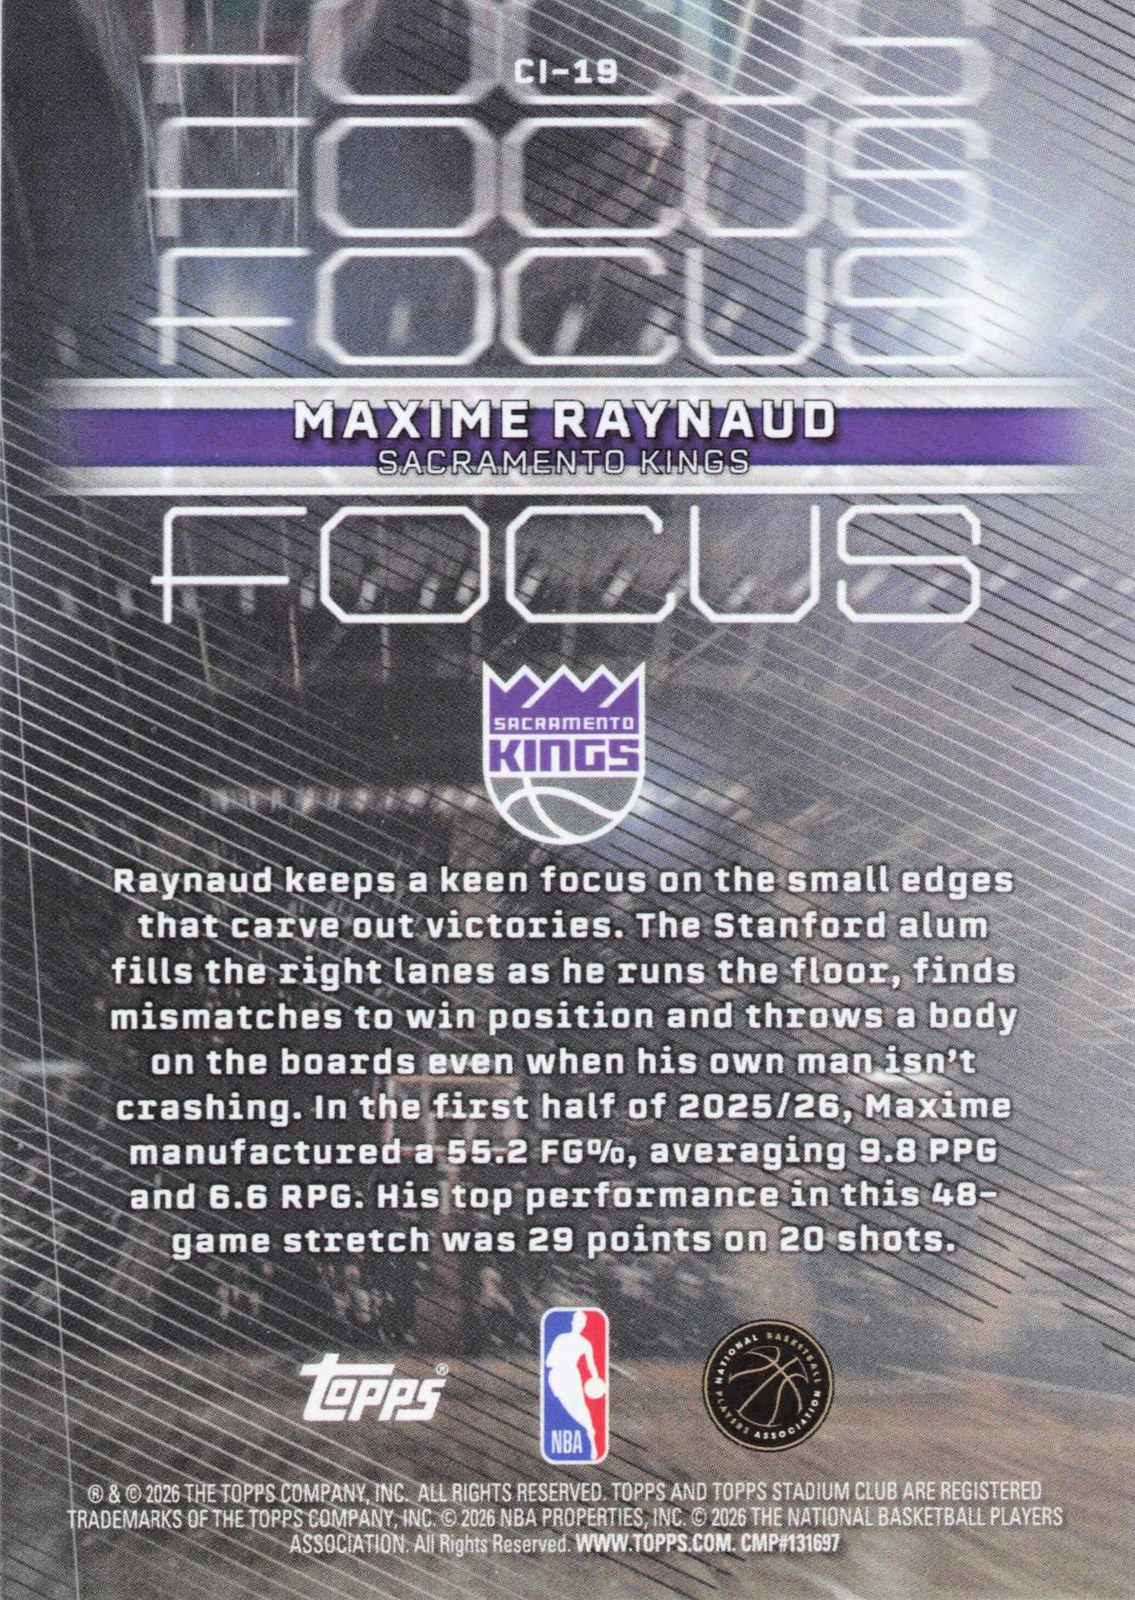 FOCUS
CI-19
FOCUS
FOCUS
MAXIME RAYNAUD
SACRAMENTO KINGS
FOCUS
SACRAMENTO
KINGS
Raynaud keeps a keen focus on the small edges
that carve out victories. The Stanford alum
fills the right lanes as he runs the floor, finds
mismatches to win position and throws a body
on the boards even when his own man isn't
crashing. In the first half of 2025/26, Maxime
manufactured a 55.2 FG%, averaging 9.8 PPG
and 6.6 RPG. His top performance in this 48-
game stretch was 29 points on 20 shots.
Topps®
NBA
NATIONAL BASKETBALL PLAYERS ASSOCIATION
® & © 2026 THE TOPPS COMPANY, INC. ALL RIGHTS RESERVED. TOPPS AND TOPPS STADIUM CLUB ARE REGISTERED
TRADEMARKS OF THE TOPPS COMPANY, INC. © 2026 NBA PROPERTIES, INC. © 2026 THE NATIONAL BASKETBALL PLAYERS
ASSOCIATION. All Rights Reserved. WWW.TOPPS.COM. CMP#131697